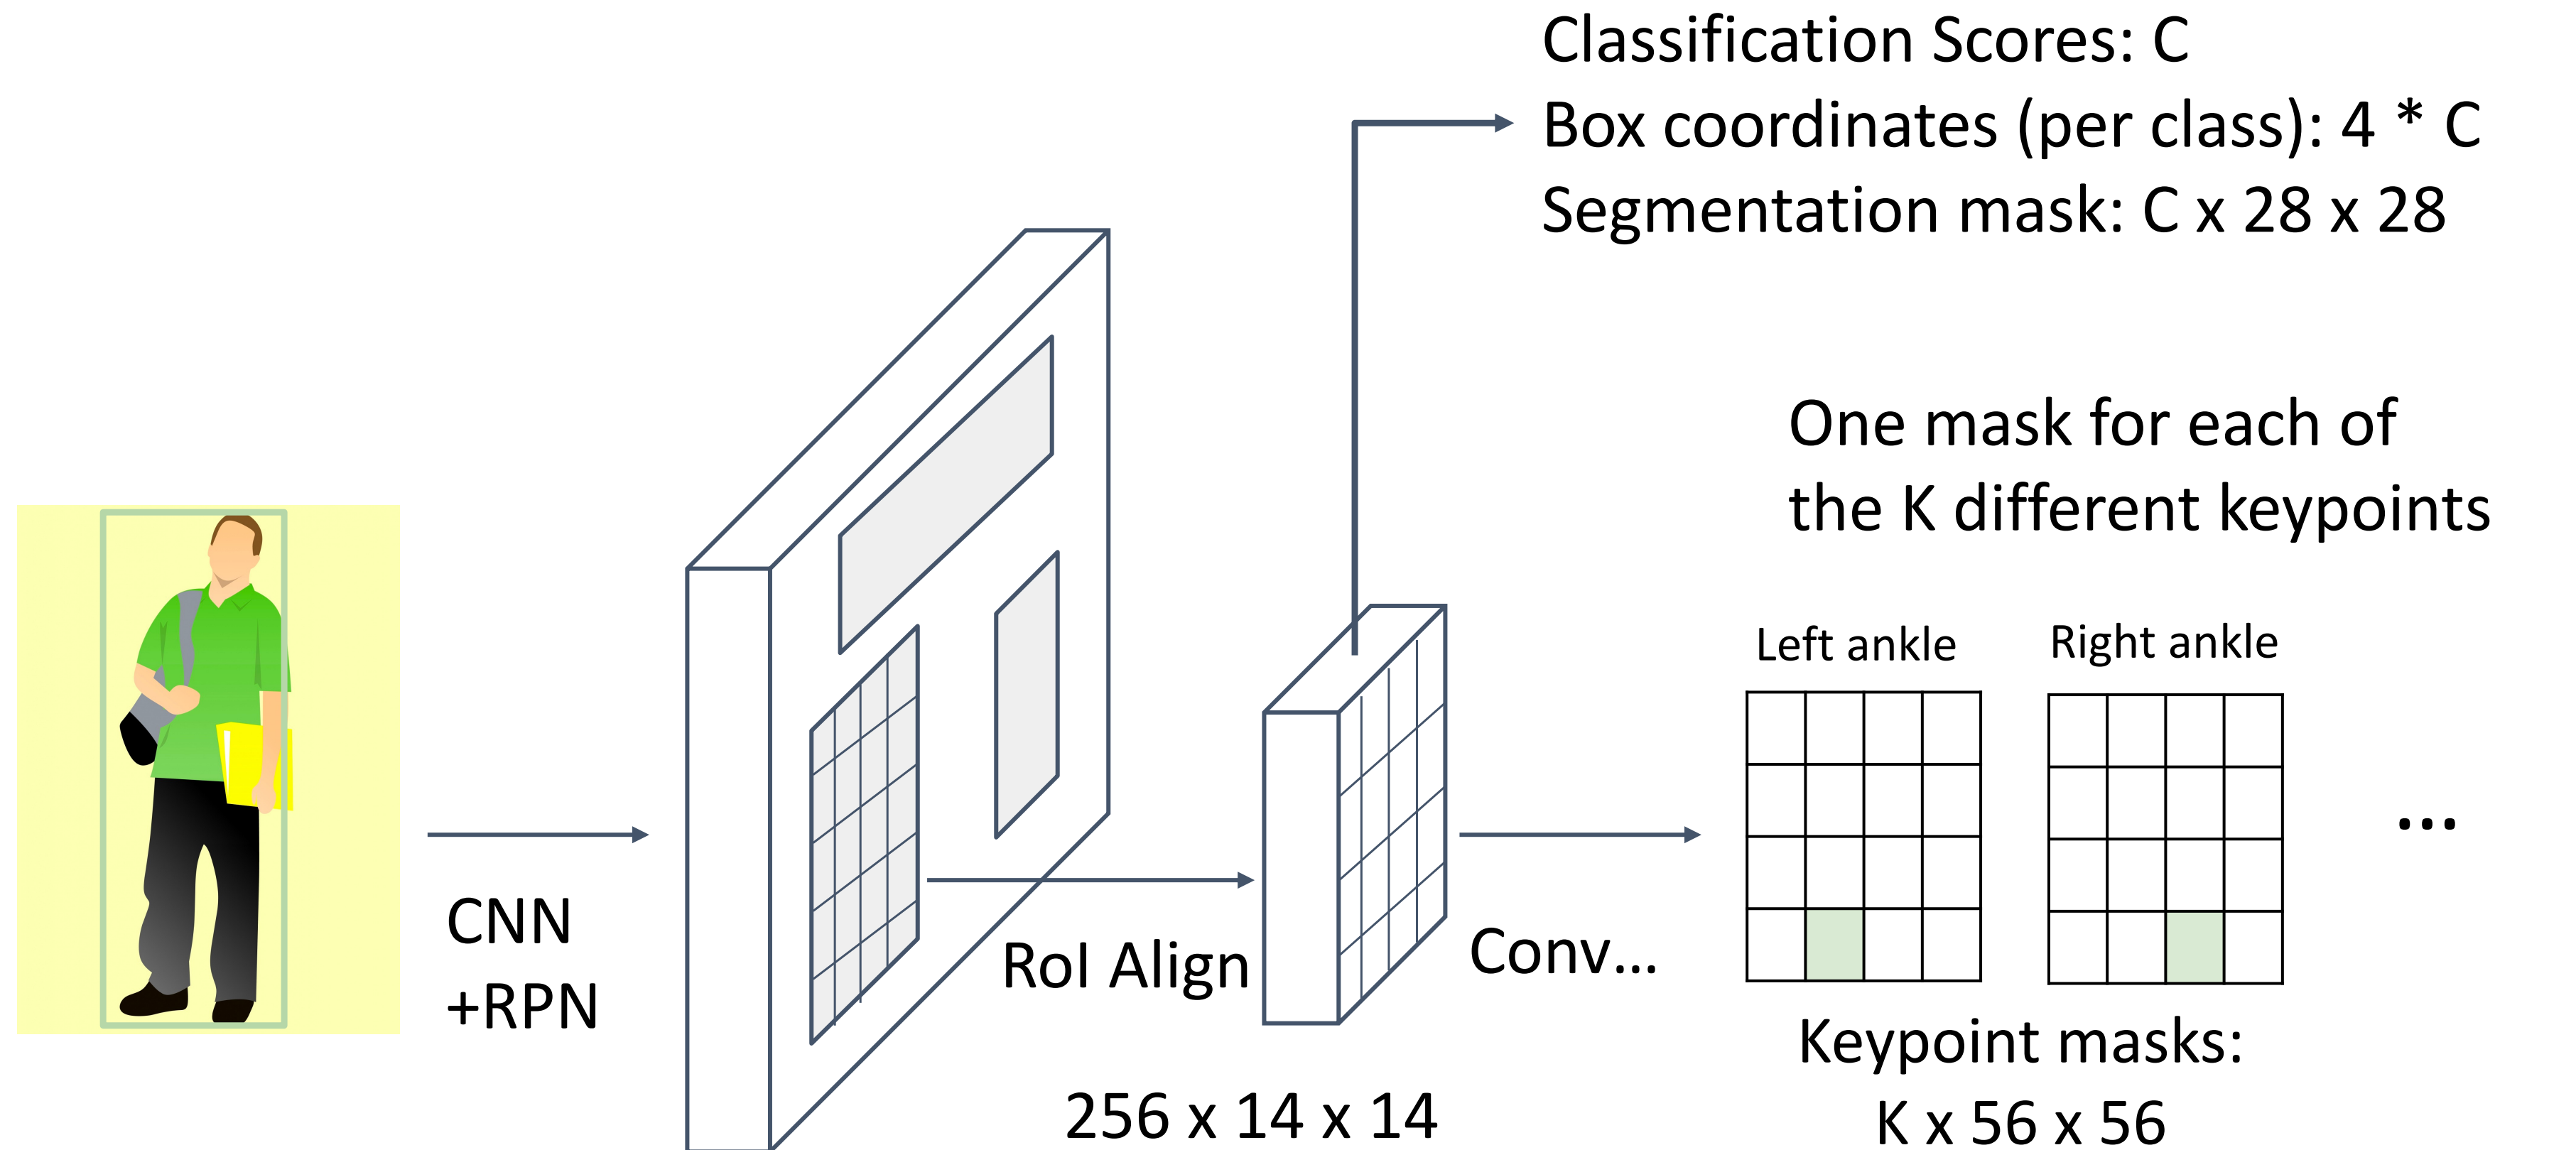 Classification Scores: C
Box coordinates (per class): 4 * C
Segmentation mask: C x 28 x 28
One mask for each of
the K different keypoints
Left ankle
Right ankle
CNN
+RPN
RoI Align
Conv...
...
256 x 14 x 14
Keypoint masks:
K x 56 x 56